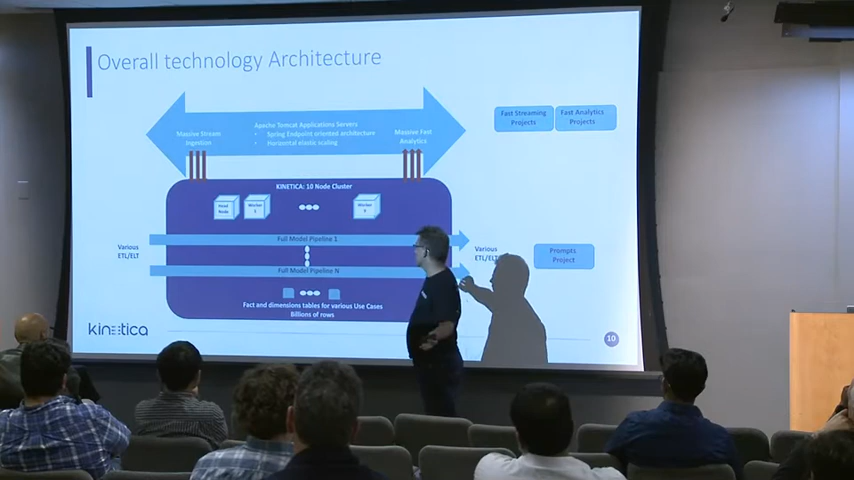 Overall technology Architecture
Apache Tomcat Applications Servers
• Spring Endpoint oriented architecture
• Horizontal elastic scaling
Massive Stream
Ingestion
Massive Fast
Analytics
Fast Streaming
Projects
Fast Analytics
Projects
KINETICA: 10 Node Cluster
Head
Node
Worker
Worker
Full Model Pipeline 1
Various
ETL/ELT
Various
ETL/ELT
Prompts
Project
Full Model Pipeline N
Fact and dimensions tables for various Use Cases
Billions of rows
kinetica
10